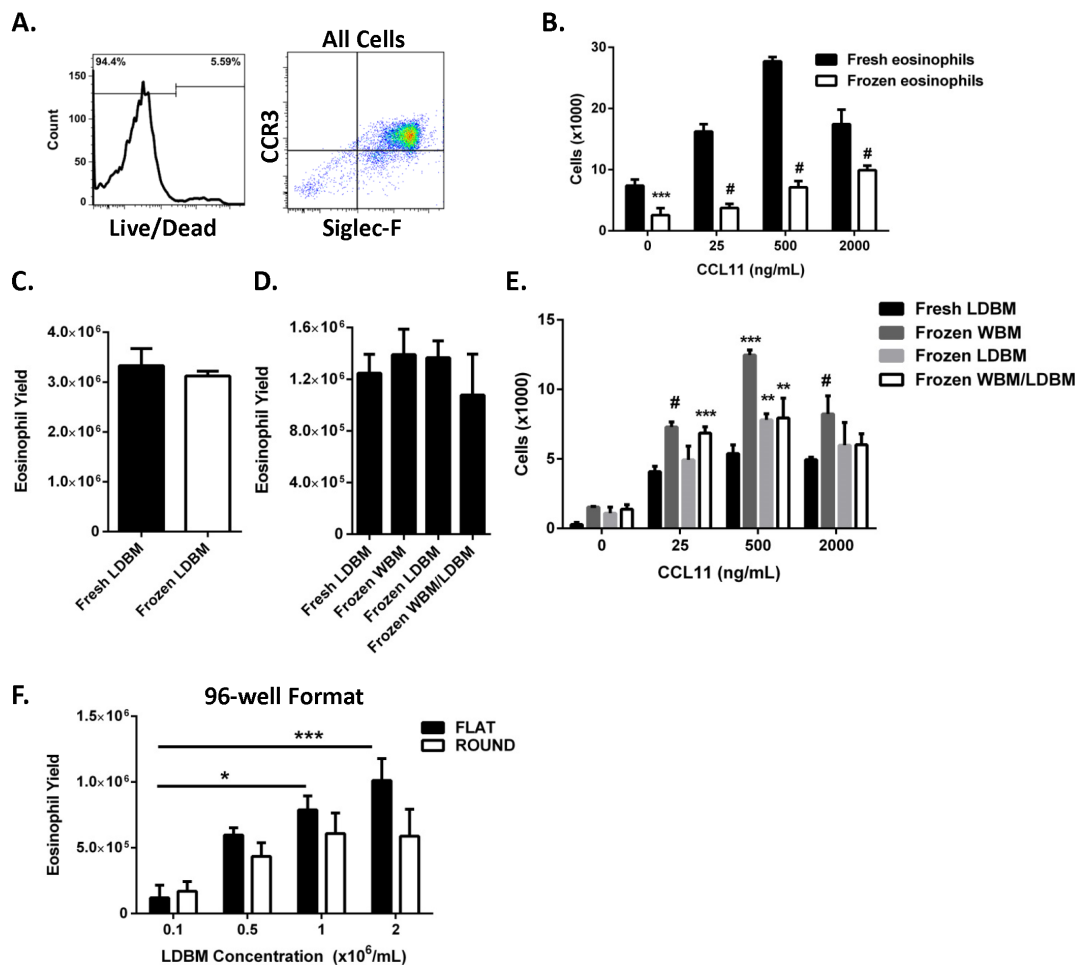 A.
94.4%
5.59%
150
100
50
0
Count
Live/Dead
All Cells
CCR3
Siglec-F
B.
30
20
10
0
Cells (x1000)
Fresh eosinophils
Frozen eosinophils
***
#
#
#
0
25
500
2000
CCL11 (ng/mL)
C.
4.0×10⁶
3.0×10⁶
2.0×10⁶
1.0×10⁶
0
Eosinophil Yield
Fresh LDBM
Frozen LDBM
D.
1.6×10⁶
1.2×10⁶
8.0×10⁵
4.0×10⁵
0
Eosinophil Yield
Fresh LDBM
Frozen WBM
Frozen LDBM
Frozen WBM/LDBM
E.
Fresh LDBM
Frozen WBM
Frozen LDBM
Frozen WBM/LDBM
15
10
5
0
Cells (x1000)
#
***
***
**
**
#
0
25
500
2000
CCL11 (ng/mL)
F.
96-well Format
1.5×10⁶
1.0×10⁶
5.0×10⁵
0
Eosinophil Yield
FLAT
ROUND
***
*
0.1
0.5
1
2
LDBM Concentration (x10⁶/mL)